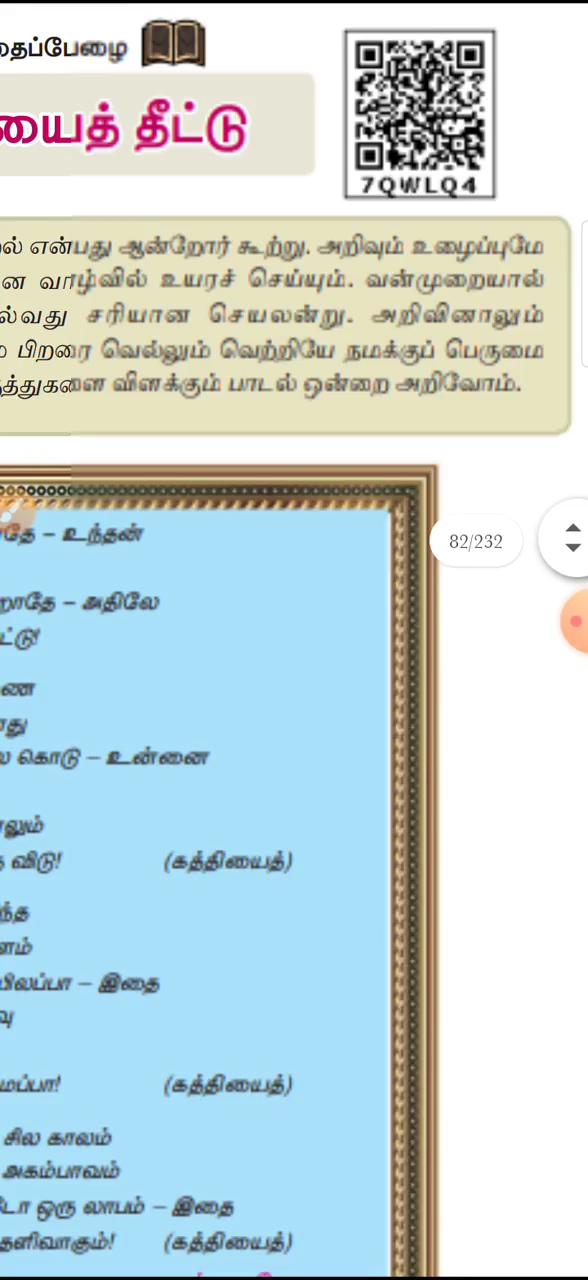 தைப்பேழை
யைத் தீட்டு
7QWLQ4
ல் என்பது ஆன்றோர் கூற்று. அறிவும் உழைப்புமே
ன வாழ்வில் உயரச் செய்யும். வன்முறையால்
ல்வது சரியான செயலன்று. அறிவினாலும்
பிறரை வெல்லும் வெற்றியே நமக்குப் பெருமை
த்துகளை விளக்கும் பாடல் ஒன்றை அறிவோம்.
தே – உந்தன்
82/232
றாதே – அதிலே
ட்டு!
ண
து
கொடு – உன்னை
லும்
விடு! (கத்தியைத்)
ந்த
ளம்
யிலப்பா – இதை
வு
மப்பா! (கத்தியைத்)
சில காலம்
அகம்பாவம்
டோ ஒரு லாபம் – இதை
தெளிவாகும்! (கத்தியைத்)